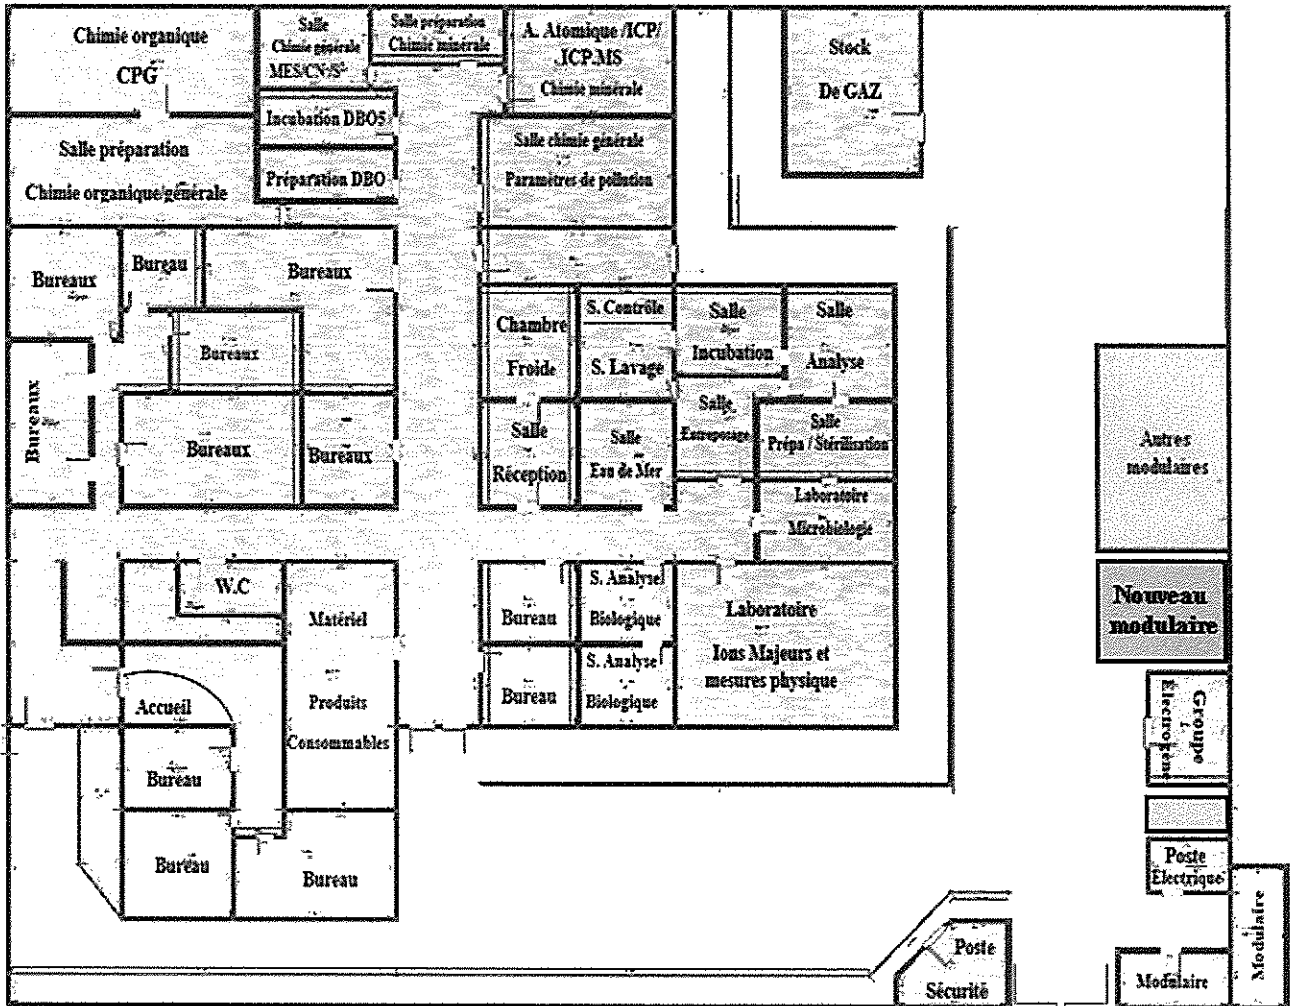 Chimie organique
CPG
Salle
Chimie générale
MES/CN-/S²-
Salle préparation
Chimie minérale
A. Atomique /ICP/
ICP.MS
Chimie minérale
Stock
De GAZ
Incubation DBO5
Préparation DBO
Salle préparation
Chimie organique/générale
Salle chimie générale
Paramètres de pollution
Bureaux
Bureau
Bureaux
Bureaux
Bureaux
Bureaux
Bureaux
Chambre
Froide
S. Contrôle
S. Lavage
Salle
Incubation
Salle
Analyse
Salle
Réception
Salle
Eau de Mer
Salle
Entreposage
Salle
Prépa / Stérilisation
Laboratoire
Microbiologie
Autres
modulaires
Nouveau
modulaire
W.C
Matériel
Produits
Consommables
Bureau
S. Analyse
Biologique
Bureau
S. Analyse
Biologique
Laboratoire
Ions Majeurs et
mesures physique
Accueil
Bureau
Bureau
Bureau
Groupe
Electrogène
Poste
Electrique
Modulaire
Modulaire
Poste
Sécurité